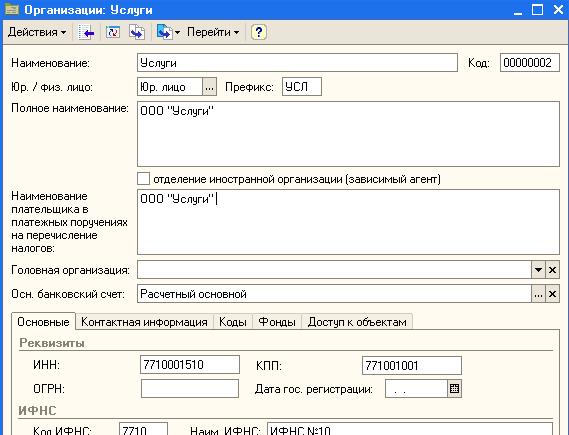 Организации: Услуги
Действия Перейти ?
Наименование: Услуги Код: 00000002
Юр. / физ. лицо: Юр. лицо ... Префикс: УСЛ
Полное наименование: ООО "Услуги"
отделение иностранной организации (зависимый агент)
Наименование ООО "Услуги"
плательщика в
платежных поручениях
на перечисление
налогов:
Головная организация:
Осн. банковский счет: Расчетный основной ...
Основные Контактная информация Коды Фонды Доступ к объектам
Реквизиты
ИНН: 7710001510 КПП: 771001001
ОГРН: Дата гос. регистрации: . .
ИФНС
Код ИФНС: 7710 Наим. ИФНС: ИФНС №10